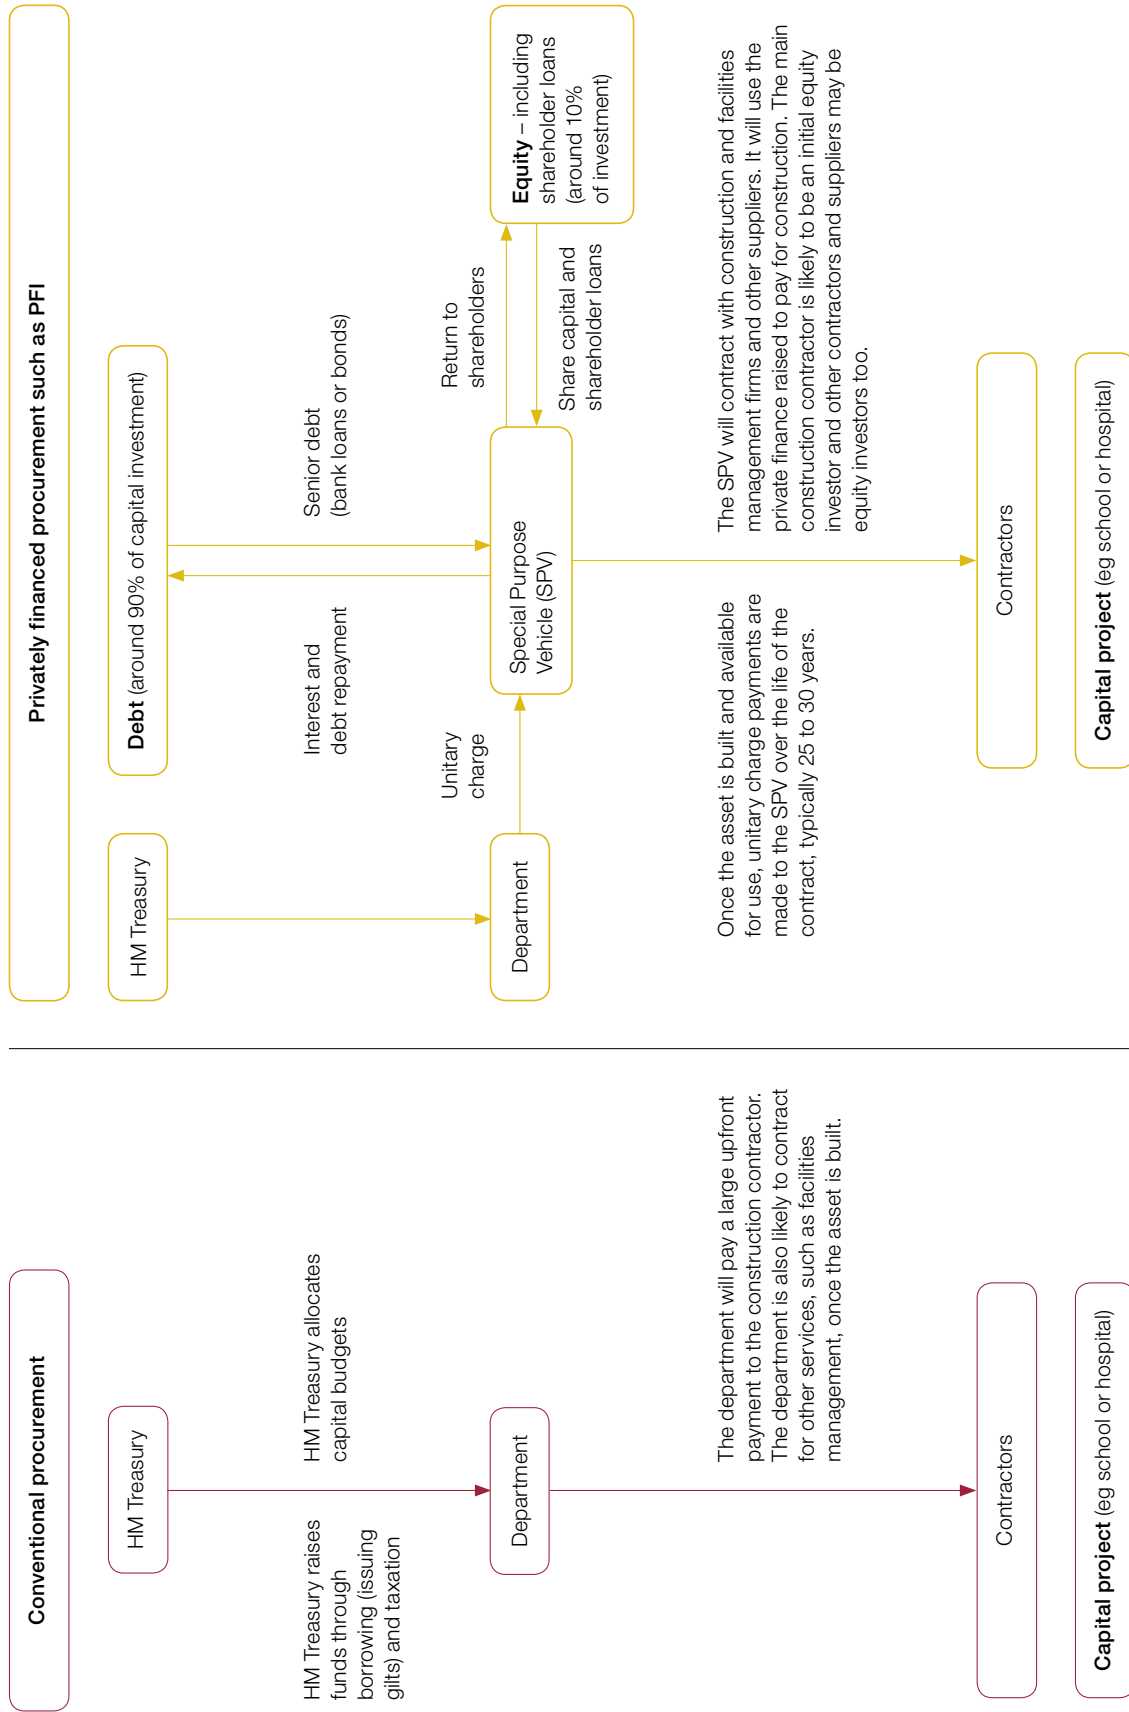 Conventional procurement
HM Treasury
HM Treasury raises
funds through
borrowing (issuing
gilts) and taxation
HM Treasury allocates
capital budgets
Department
The department will pay a large upfront
payment to the construction contractor.
The department is also likely to contract
for other services, such as facilities
management, once the asset is built.
Contractors
Capital project (eg school or hospital)
Privately financed procurement such as PFI
HM Treasury
Debt (around 90% of capital investment)
Interest and
debt repayment
Senior debt
(bank loans or bonds)
Department
Unitary
charge
Special Purpose
Vehicle (SPV)
Return to
shareholders
Share capital and
shareholder loans
Equity – including
shareholder loans
(around 10%
of investment)
Once the asset is built and available
for use, unitary charge payments are
made to the SPV over the life of the
contract, typically 25 to 30 years.
The SPV will contract with construction and facilities
management firms and other suppliers. It will use the
private finance raised to pay for construction. The main
construction contractor is likely to be an initial equity
investor and other contractors and suppliers may be
equity investors too.
Contractors
Capital project (eg school or hospital)